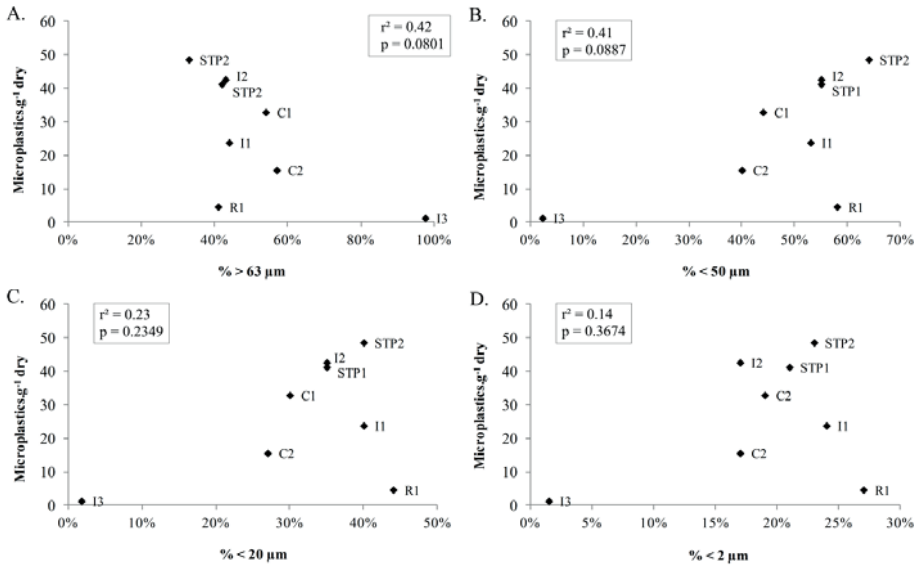 A.
r² = 0.42
p = 0.0801
Microplastics.g⁻¹ dry
60
50
40
30
20
10
0
STP2
I2
STP2
C1
I1
C2
R1
I3
0%
20%
40%
60%
80%
100%
% > 63 µm
B.
r² = 0.41
p = 0.0887
Microplastics.g⁻¹ dry
60
50
40
30
20
10
0
STP2
I2
STP1
C1
I1
C2
R1
I3
0%
10%
20%
30%
40%
50%
60%
70%
% < 50 µm
C.
r² = 0.23
p = 0.2349
Microplastics.g⁻¹ dry
60
50
40
30
20
10
0
STP2
I2
STP1
C1
I1
C2
R1
I3
0%
10%
20%
30%
40%
50%
% < 20 µm
D.
r² = 0.14
p = 0.3674
Microplastics.g⁻¹ dry
60
50
40
30
20
10
0
STP2
I2
STP1
C2
I1
C2
R1
I3
0%
5%
10%
15%
20%
25%
30%
% < 2 µm